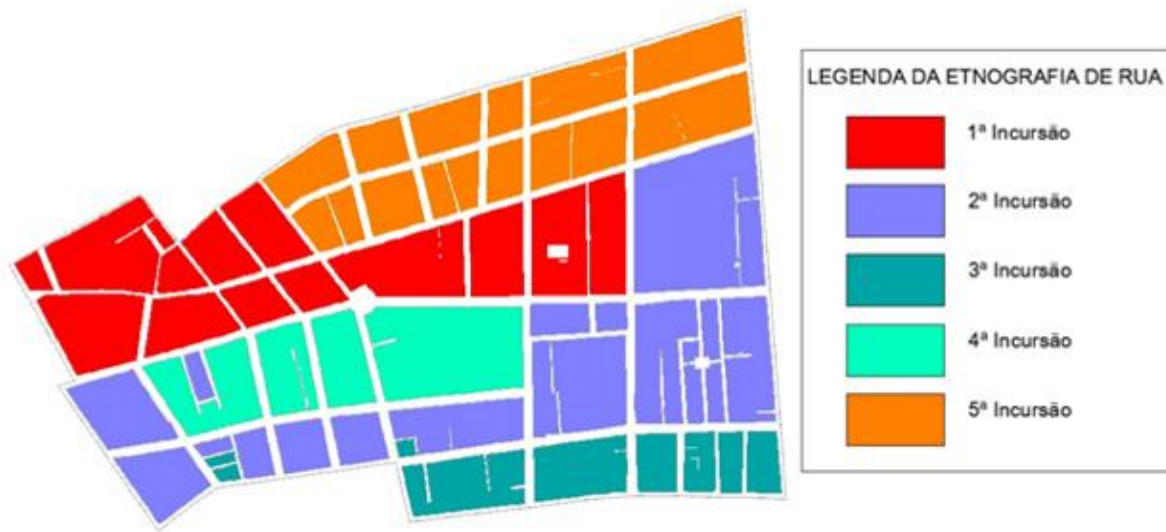 LEGENDA DA ETNOGRAFIA DE RUA
1ª Incursão
2ª Incursão
3ª Incursão
4ª Incursão
5ª Incursão